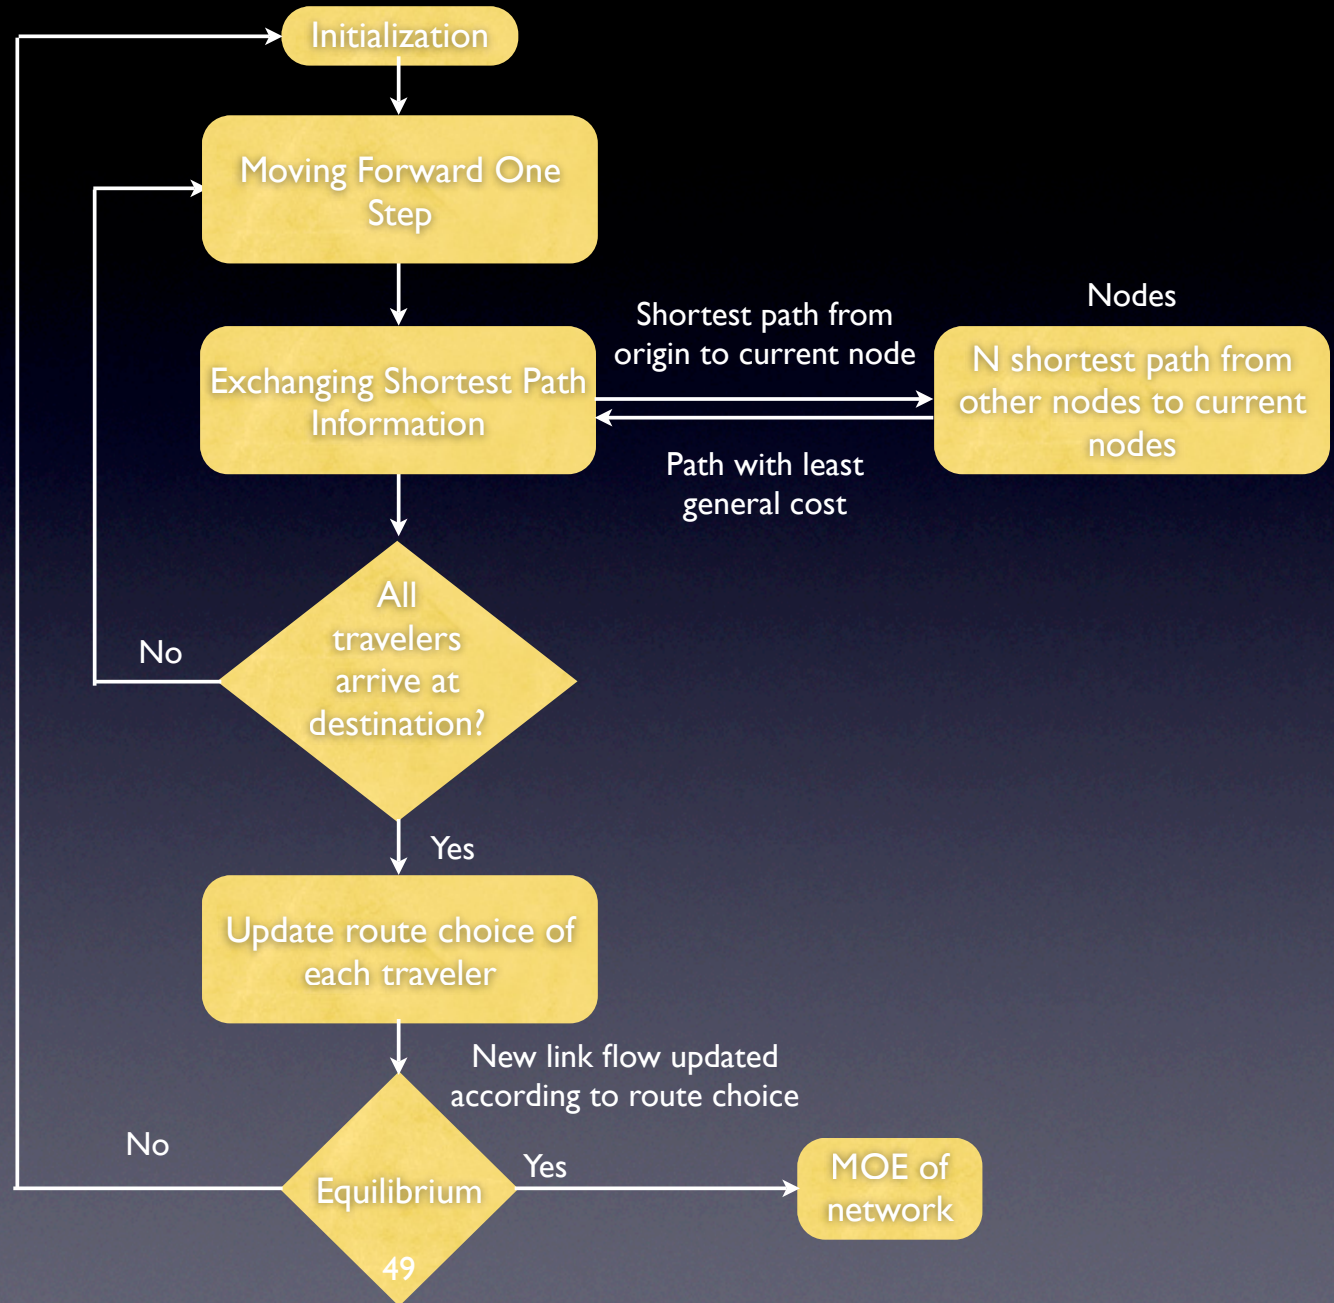 Initialization
Moving Forward One
Step
Nodes
Shortest path from
origin to current node
Exchanging Shortest Path
Information
N shortest path from
other nodes to current
nodes
Path with least
general cost
All
travelers
arrive at
destination?
No
Yes
Update route choice of
each traveler
New link flow updated
according to route choice
No
Equilibrium
Yes
MOE of
network
49